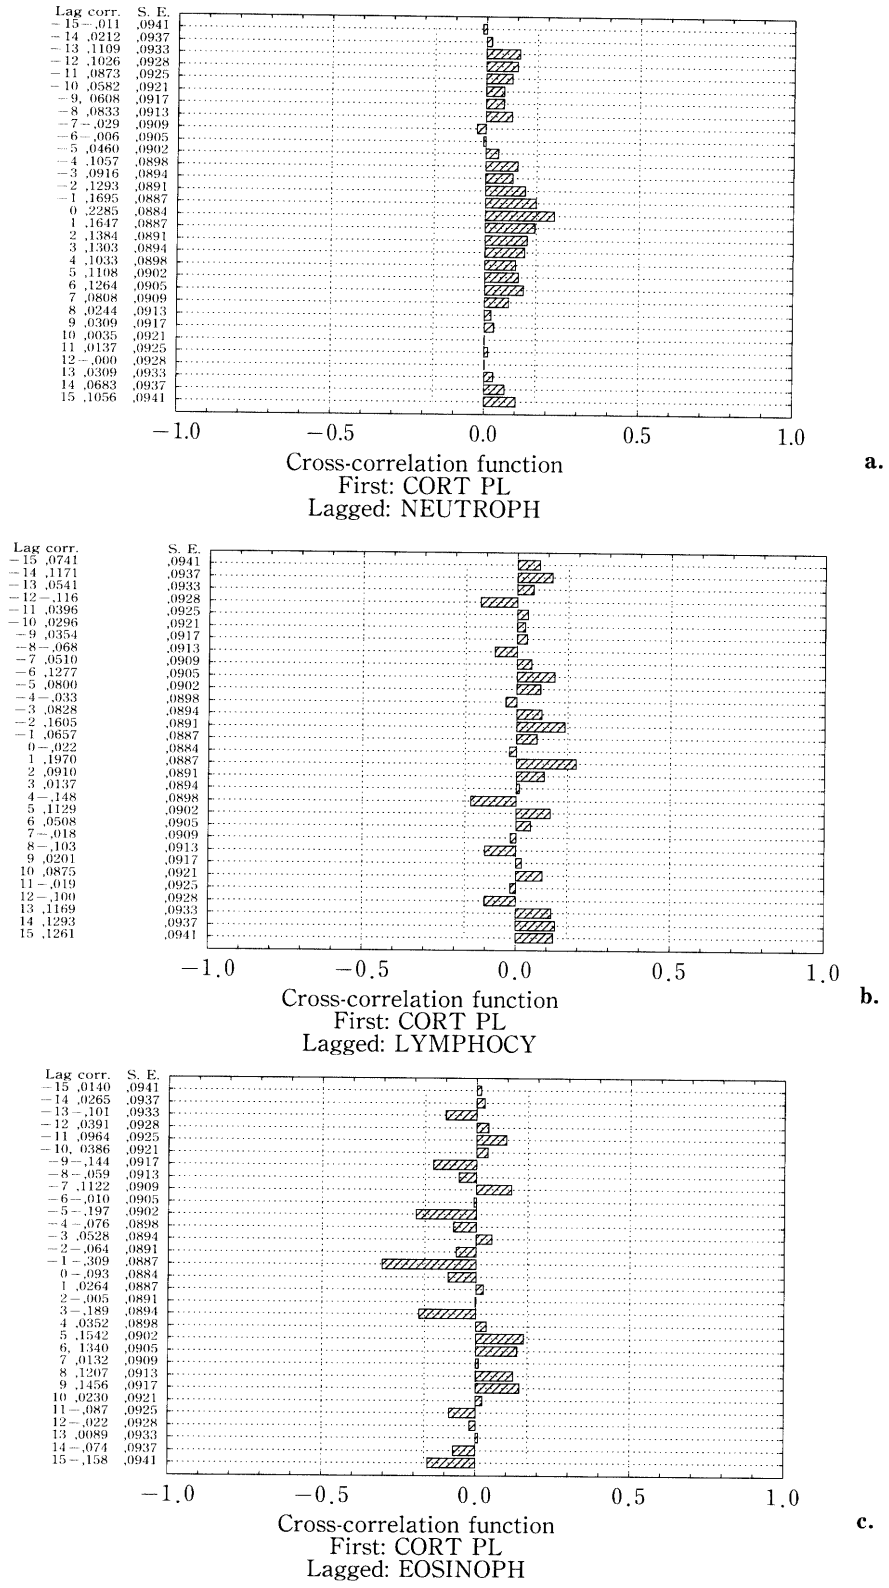 Lag corr. S. E.
−15 −,011 ,0941
−14 ,0212 ,0937
−13 ,1109 ,0933
−12 ,1026 ,0928
−11 ,0873 ,0925
−10 ,0582 ,0921
−9, 0608 ,0917
−8 ,0833 ,0913
−7 −,029 ,0909
−6 −,006 ,0905
−5 ,0460 ,0902
−4 ,1057 ,0898
−3 ,0916 ,0894
−2 ,1293 ,0891
−1 ,1695 ,0887
0 ,2285 ,0884
1 ,1647 ,0887
2 ,1384 ,0891
3 ,1303 ,0894
4 ,1033 ,0898
5 ,1108 ,0902
6 ,1264 ,0905
7 ,0808 ,0909
8 ,0244 ,0913
9 ,0309 ,0917
10 ,0035 ,0921
11 ,0137 ,0925
12 −,000 ,0928
13 ,0309 ,0933
14 ,0683 ,0937
15 ,1056 ,0941
−1.0 −0.5 0.0 0.5 1.0
Cross-correlation function
a.
First: CORT PL
Lagged: NEUTROPH
Lag corr. S. E.
−15 ,0741 ,0941
−14 ,1171 ,0937
−13 ,0541 ,0933
−12 −,116 ,0928
−11 ,0396 ,0925
−10 ,0296 ,0921
−9 ,0354 ,0917
−8 −,068 ,0913
−7 ,0510 ,0909
−6 ,1277 ,0905
−5 ,0800 ,0902
−4 −,033 ,0898
−3 ,0828 ,0894
−2 ,1605 ,0891
−1 ,0657 ,0887
0 −,022 ,0884
1 ,1970 ,0887
2 ,0910 ,0891
3 ,0137 ,0894
4 −,148 ,0898
5 ,1129 ,0902
6 ,0508 ,0905
7 −,018 ,0909
8 −,103 ,0913
9 ,0201 ,0917
10 ,0875 ,0921
11 −,019 ,0925
12 −,100 ,0928
13 ,1169 ,0933
14 ,1293 ,0937
15 ,1261 ,0941
−1.0 −0.5 0.0 0.5 1.0
Cross-correlation function
b.
First: CORT PL
Lagged: LYMPHOCY
Lag corr. S. E.
−15 ,0140 ,0941
−14 ,0265 ,0937
−13 −,101 ,0933
−12 ,0391 ,0928
−11 ,0964 ,0925
−10, 0386 ,0921
−9 −,144 ,0917
−8 −,059 ,0913
−7 ,1122 ,0909
−6 −,010 ,0905
−5 −,197 ,0902
−4 −,076 ,0898
−3 ,0528 ,0894
−2 −,064 ,0891
−1 −,309 ,0887
0 −,093 ,0884
1 ,0264 ,0887
2 −,005 ,0891
3 −,189 ,0894
4 ,0352 ,0898
5 ,1542 ,0902
6, 1340 ,0905
7 ,0132 ,0909
8 ,1207 ,0913
9 ,1456 ,0917
10 ,0230 ,0921
11 −,087 ,0925
12 −,022 ,0928
13 ,0089 ,0933
14 −,074 ,0937
15 −,158 ,0941
−1.0 −0.5 0.0 0.5 1.0
Cross-correlation function
c.
First: CORT PL
Lagged: EOSINOPH